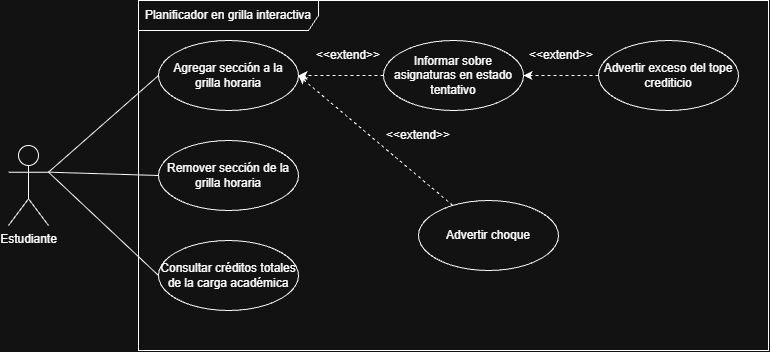 Planificador en grilla interactiva
Agregar sección a la
grilla horaria
<<extend>>
Informar sobre
asignaturas en estado
tentativo
<<extend>>
Advertir exceso del tope
crediticio
<<extend>>
Remover sección de la
grilla horaria
Estudiante
Advertir choque
Consultar créditos totales
de la carga académica